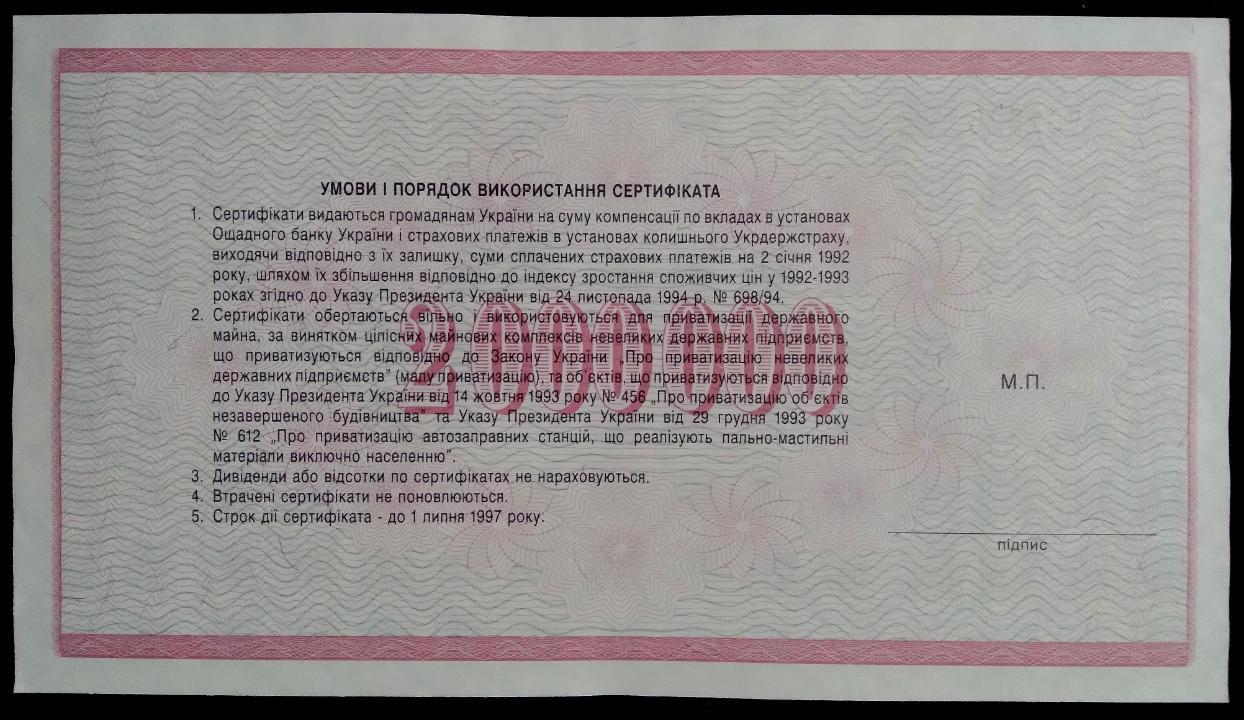 УМОВИ І ПОРЯДОК ВИКОРИСТАННЯ СЕРТИФІКАТА
1. Сертифікати видаються громадянам України на суму компенсації по вкладах в установах
Ощадного банку України і страхових платежів в установах колишнього Укрдержстраху,
виходячи відповідно з їх залишку, суми сплачених страхових платежів на 2 січня 1992
року, шляхом їх збільшення відповідно до індексу зростання споживчих цін у 1992-1993
роках згідно до Указу Президента України від 24 листопада 1994 р. № 698/94.
2. Сертифікати обертаються вільно і використовуються для приватизації державного
майна, за винятком цілісних майнових комплексів невеликих державних підприємств,
що приватизуються відповідно до Закону України „Про приватизацію невеликих
державних підприємств" (малу приватизацію), та об'єктів, що приватизуються відповідно
до Указу Президента України від 14 жовтня 1993 року № 456 „Про приватизацію об'єктів
незавершеного будівництва" та Указу Президента України від 29 грудня 1993 року
№ 612 „Про приватизацію автозаправних станцій, що реалізують пально-мастильні
матеріали виключно населенню".
3. Дивіденди або відсотки по сертифікатах не нараховуються.
4. Втрачені сертифікати не поновлюються.
5. Строк дії сертифіката - до 1 липня 1997 року.
2000000
М.П.
підпис